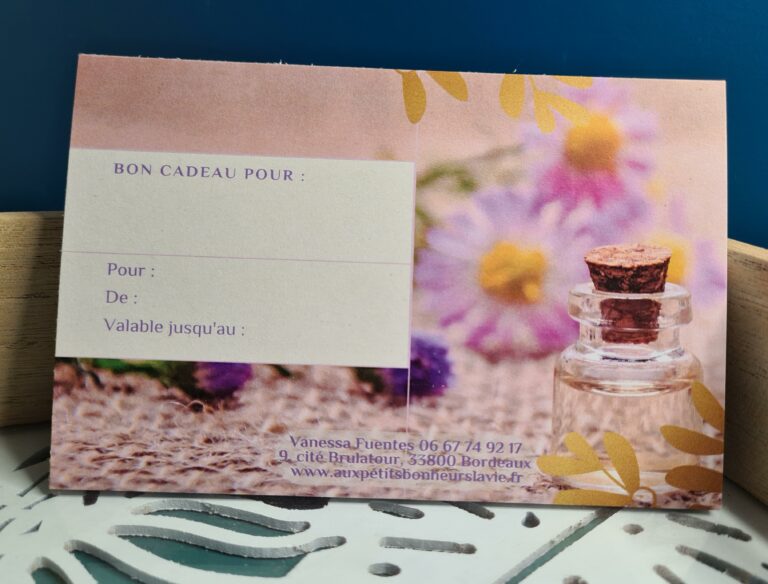 BON CADEAU POUR :
Pour :
De :
Valable jusqu'au :
Vanessa Fuentes 06 67 74 92 17
9, cité Brulatour, 33800 Bordeaux
www.auxpetitsbonheurslavie.fr